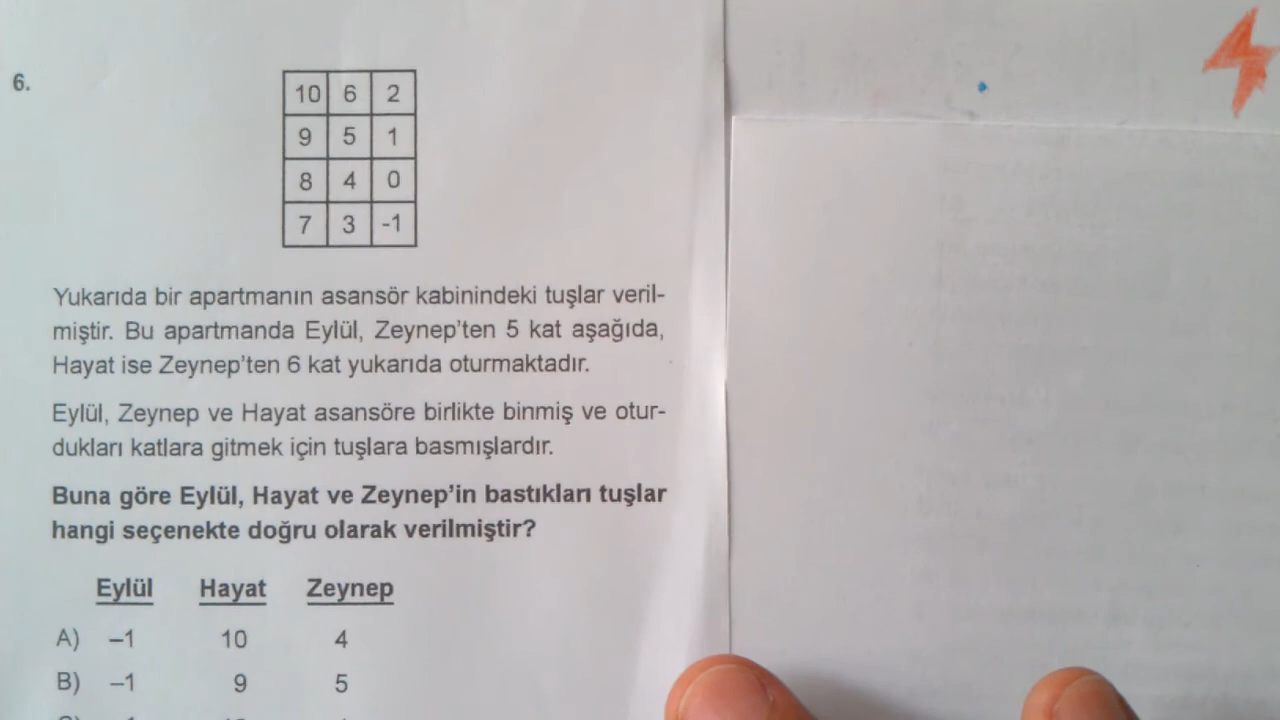 6.
10 6 2
9 5 1
8 4 0
7 3 -1
Yukarıda bir apartmanın asansör kabinindeki tuşlar veril-
miştir. Bu apartmanda Eylül, Zeynep'ten 5 kat aşağıda,
Hayat ise Zeynep'ten 6 kat yukarıda oturmaktadır.
Eylül, Zeynep ve Hayat asansöre birlikte binmiş ve otur-
dukları katlara gitmek için tuşlara basmışlardır.
Buna göre Eylül, Hayat ve Zeynep'in bastıkları tuşlar
hangi seçenekte doğru olarak verilmiştir?
Eylül Hayat Zeynep
A) –1 10 4
B) –1 9 5